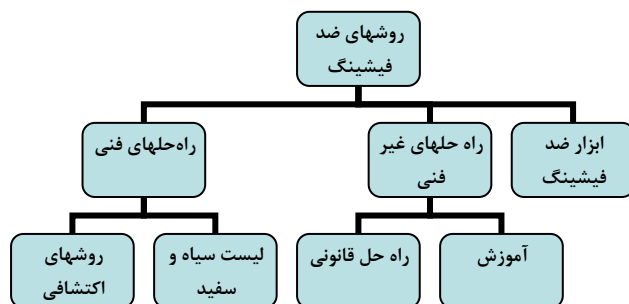 روشهای ضد
فیشینگ
ابزار ضد
فیشینگ
راه حلهای غیر
فنی
راه‌حلهای فنی
آموزش
راه حل قانونی
لیست سیاه و
سفید
روشهای
اکتشافی